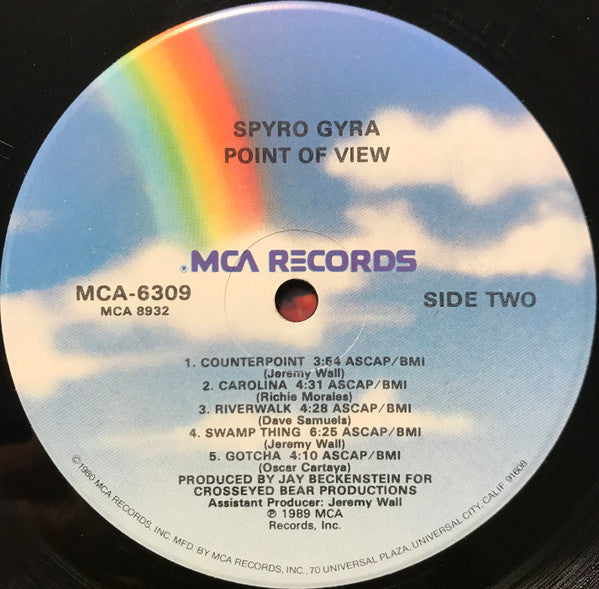 SPYRO GYRA
POINT OF VIEW
MCA RECORDS
MCA-6309
MCA 8932
SIDE TWO
1. COUNTERPOINT 3:54 ASCAP/BMI
(Jeremy Wall)
2. CAROLINA 4:31 ASCAP/BMI
(Richie Morales)
3. RIVERWALK 4:28 ASCAP/BMI
(Dave Samuels)
4. SWAMP THING 6:25 ASCAP/BMI
(Jeremy Wall)
5. GOTCHA 4:10 ASCAP/BMI
(Oscar Cartaya)
PRODUCED BY JAY BECKENSTEIN FOR
CROSSEYED BEAR PRODUCTIONS
Assistant Producer: Jeremy Wall
℗ 1989 MCA
Records, Inc.
©1980 MCA RECORDS, INC. MFD. BY MCA RECORDS, INC., 70 UNIVERSAL PLAZA, UNIVERSAL CITY, CALIF. 91608